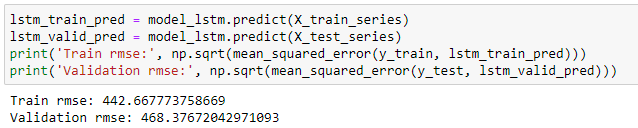 lstm_train_pred = model_lstm.predict(X_train_series)
lstm_valid_pred = model_lstm.predict(X_test_series)
print('Train rmse:', np.sqrt(mean_squared_error(y_train, lstm_train_pred)))
print('Validation rmse:', np.sqrt(mean_squared_error(y_test, lstm_valid_pred)))
Train rmse: 442.667773758669
Validation rmse: 468.37672042971093